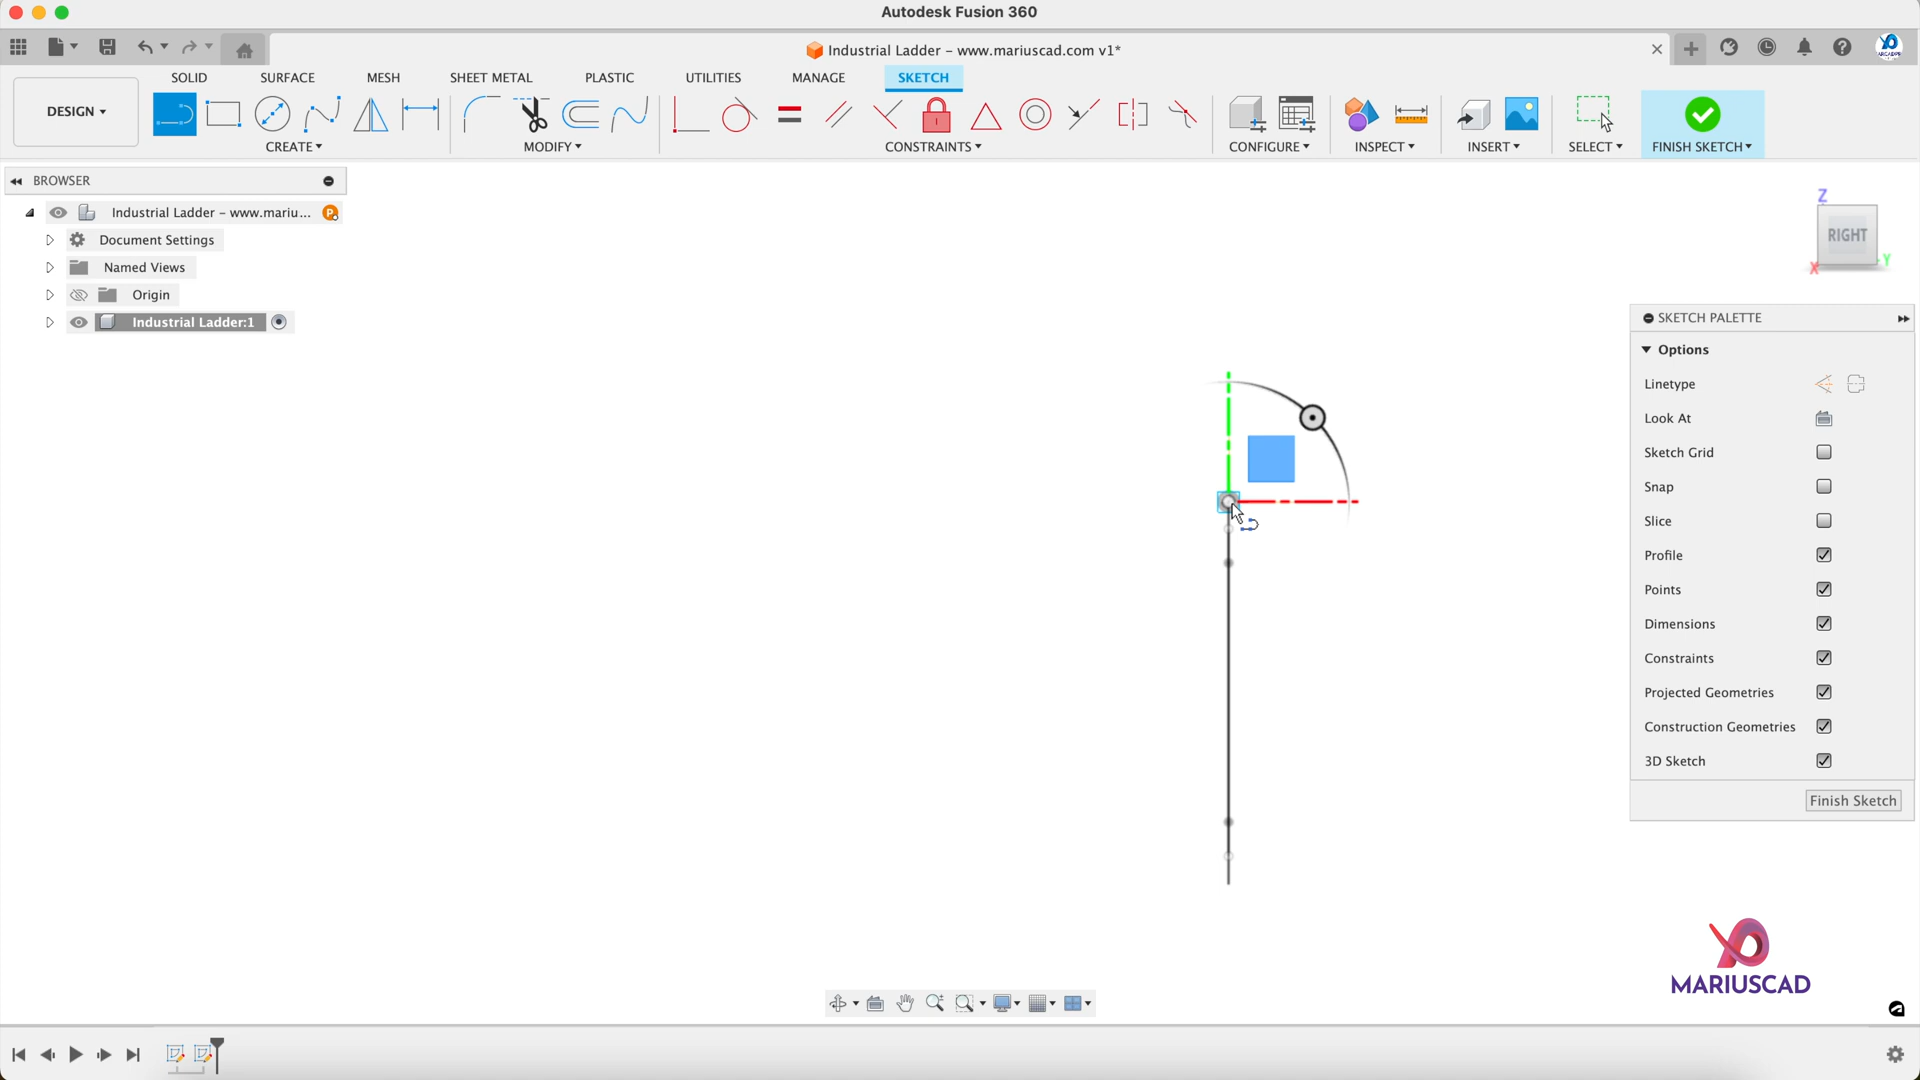 Autodesk Fusion 360
Industrial Ladder – www.mariuscad.com v1*
SOLID
SURFACE
MESH
SHEET METAL
PLASTIC
UTILITIES
MANAGE
SKETCH
DESIGN
CREATE
MODIFY
CONSTRAINTS
CONFIGURE
INSPECT
INSERT
SELECT
FINISH SKETCH
BROWSER
Industrial Ladder – www.mariu...
P
Document Settings
Named Views
Origin
Industrial Ladder:1
Z
RIGHT
X
Y
SKETCH PALETTE
Options
Linetype
Look At
Sketch Grid
Snap
Slice
Profile
Points
Dimensions
Constraints
Projected Geometries
Construction Geometries
3D Sketch
Finish Sketch
MARIUSCAD